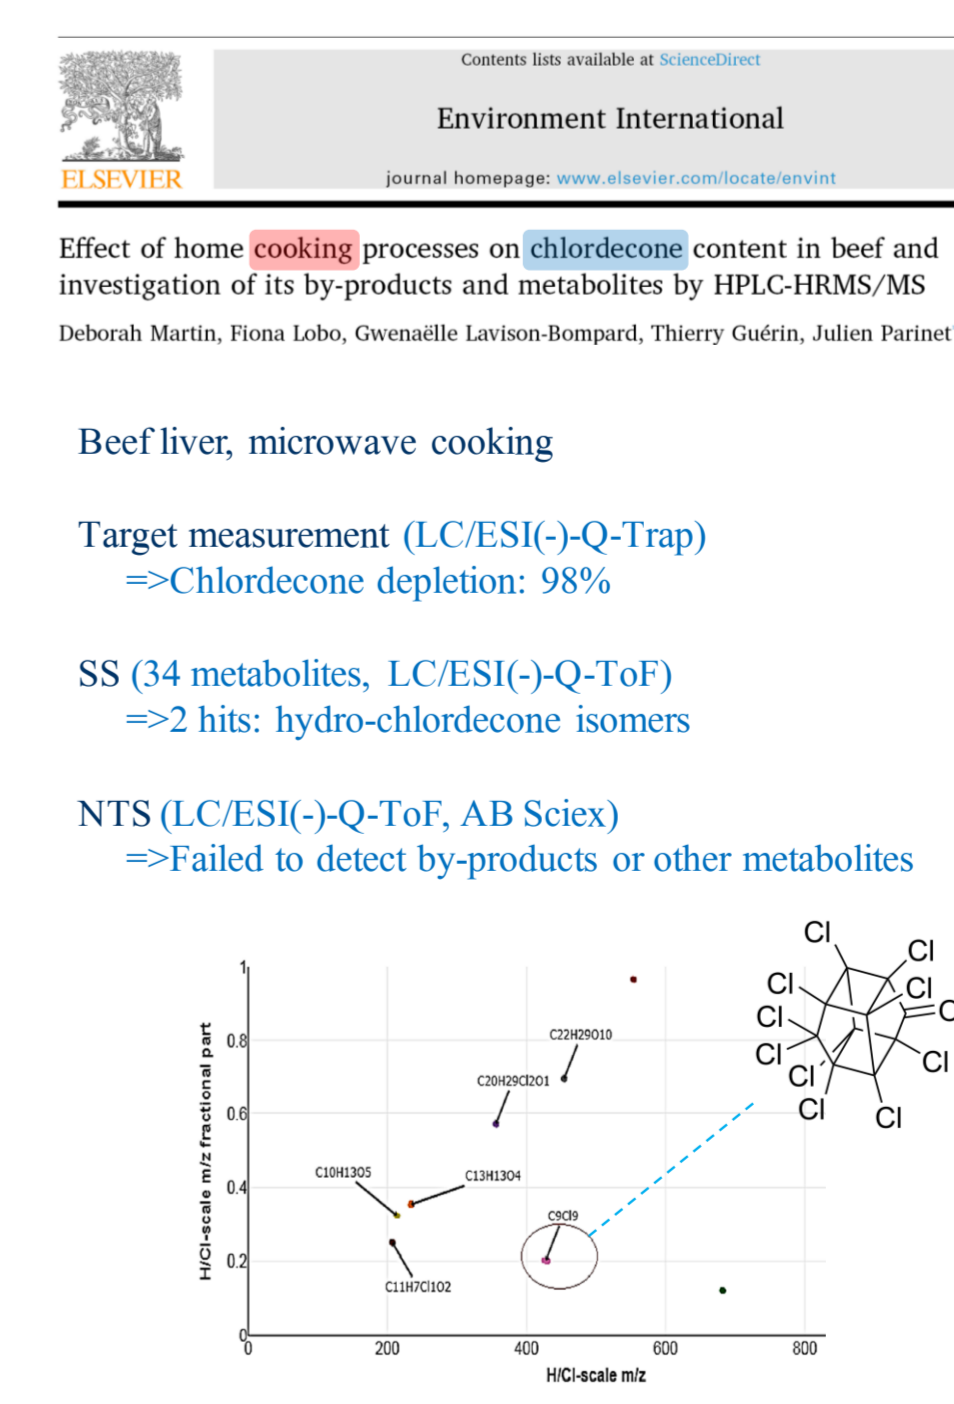 Contents lists available at ScienceDirect
Environment International
journal homepage: www.elsevier.com/locate/envint
ELSEVIER
Effect of home cooking processes on chlordecone content in beef and
investigation of its by-products and metabolites by HPLC-HRMS/MS
Deborah Martin, Fiona Lobo, Gwenaëlle Lavison-Bompard, Thierry Guérin, Julien Parinet
Beef liver, microwave cooking
Target measurement (LC/ESI(-)-Q-Trap)
=>Chlordecone depletion: 98%
SS (34 metabolites, LC/ESI(-)-Q-ToF)
=>2 hits: hydro-chlordecone isomers
NTS (LC/ESI(-)-Q-ToF, AB Sciex)
=>Failed to detect by-products or other metabolites
Cl
Cl
Cl
Cl
Cl
O
Cl
Cl
Cl
Cl
Cl
H/Cl-scale m/z fractional part
1
0.8
0.6
0.4
0.2
0
C22H29O10
C20H29Cl2O1
C10H13O5
C13H13O4
C9Cl9
C11H7Cl1O2
0
200
400
600
800
H/Cl-scale m/z